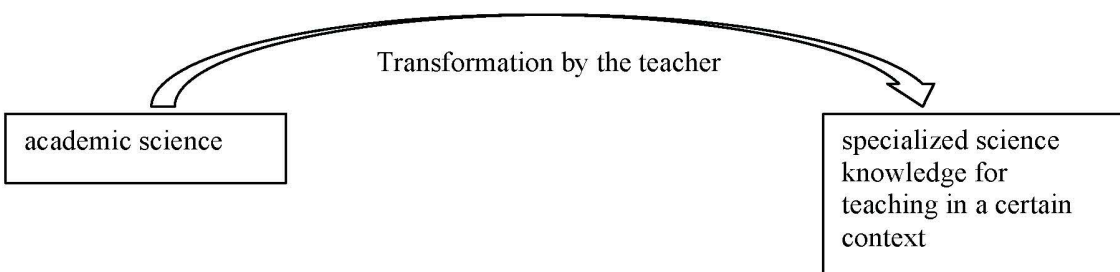 Transformation by the teacher
academic science
specialized science
knowledge for
teaching in a certain
context